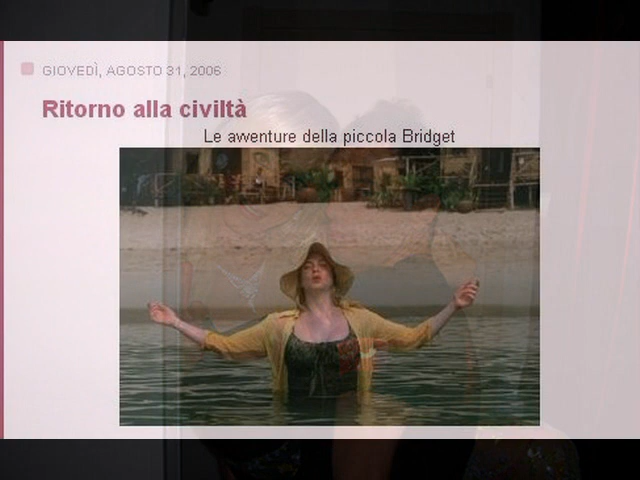 GIOVEDÌ, AGOSTO 31, 2006
Ritorno alla civiltà
Le avventure della piccola Bridget